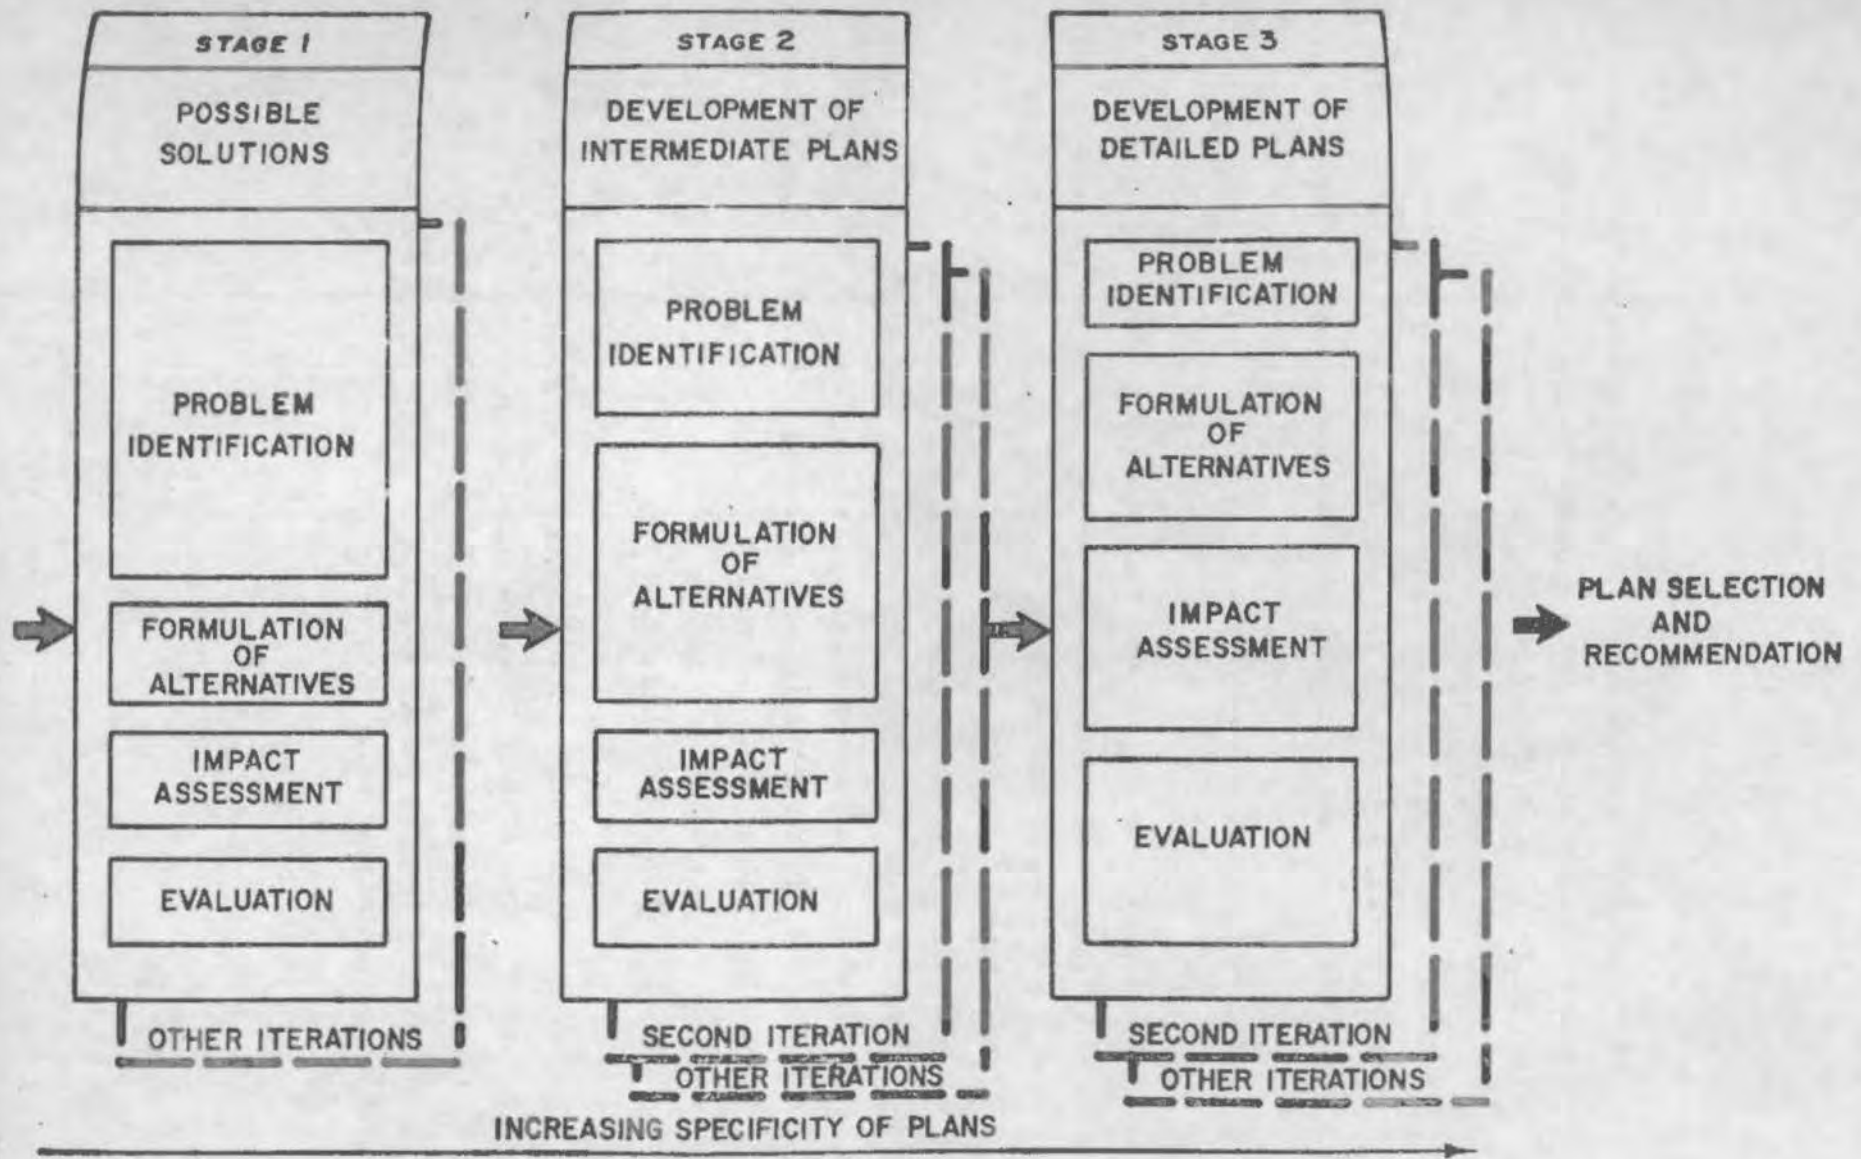 STAGE 1
POSSIBLE
SOLUTIONS
PROBLEM
IDENTIFICATION
FORMULATION
OF
ALTERNATIVES
IMPACT
ASSESSMENT
EVALUATION
OTHER ITERATIONS
STAGE 2
DEVELOPMENT OF
INTERMEDIATE PLANS
PROBLEM
IDENTIFICATION
FORMULATION
OF
ALTERNATIVES
IMPACT
ASSESSMENT
EVALUATION
SECOND ITERATION
OTHER ITERATIONS
STAGE 3
DEVELOPMENT OF
DETAILED PLANS
PROBLEM
IDENTIFICATION
FORMULATION
OF
ALTERNATIVES
IMPACT
ASSESSMENT
EVALUATION
SECOND ITERATION
OTHER ITERATIONS
PLAN SELECTION
AND
RECOMMENDATION
INCREASING SPECIFICITY OF PLANS